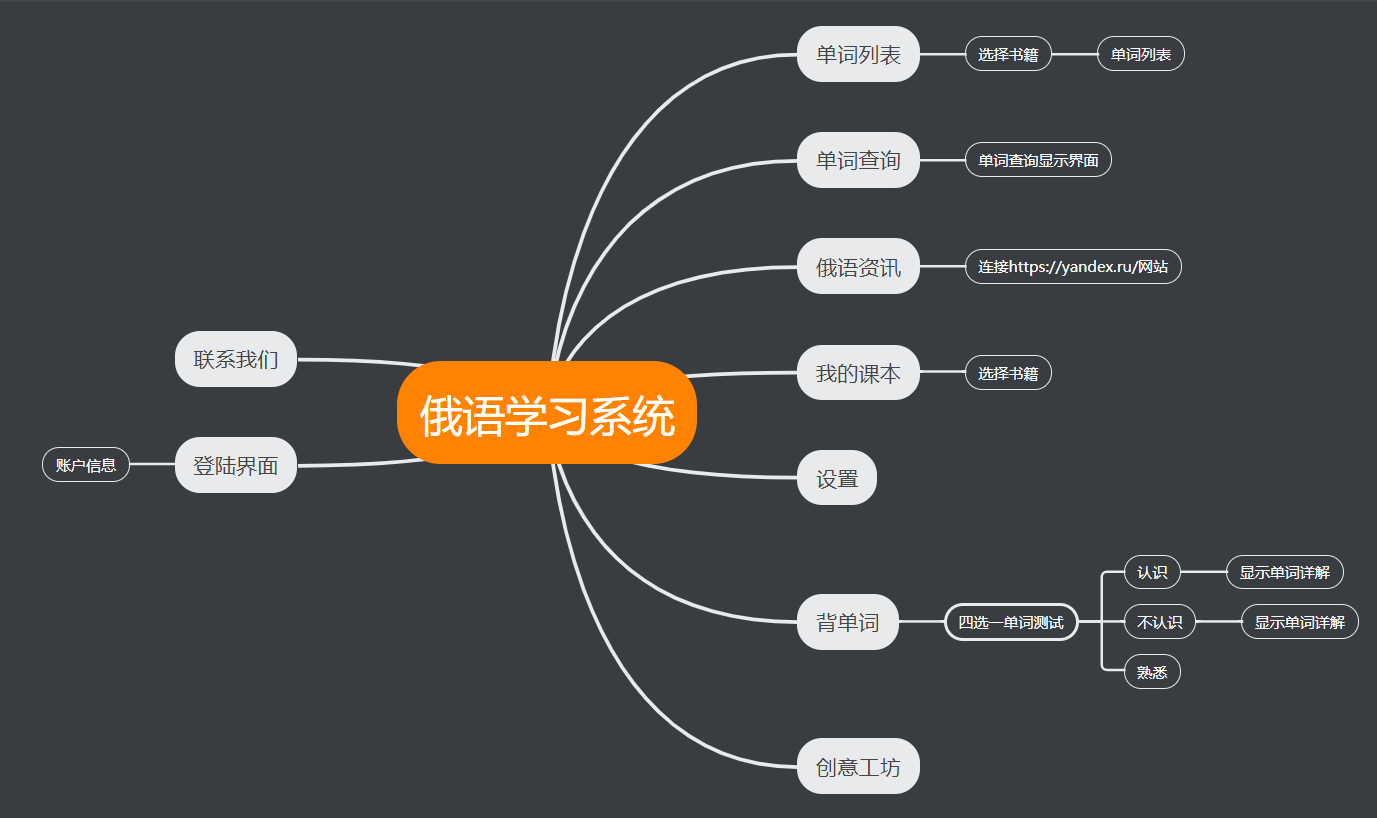 单词列表
选择书籍
单词列表
单词查询
单词查询显示界面
俄语资讯
连接https://yandex.ru/网站
联系我们
我的课本
选择书籍
俄语学习系统
账户信息
登陆界面
设置
背单词
四选一单词测试
认识
显示单词详解
不认识
显示单词详解
熟悉
创意工坊